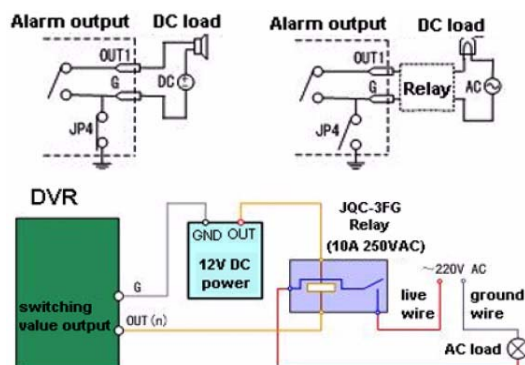 Alarm output
DC load
OUT1
G
DC
JP4
Alarm output
DC load
OUT1
G
Relay
AC
JP4
DVR
GND OUT
12V DC
power
JQC-3FG
Relay
(10A 250VAC)
G
switching
value output
OUT (n)
~220V AC
live
wire
ground
wire
AC load